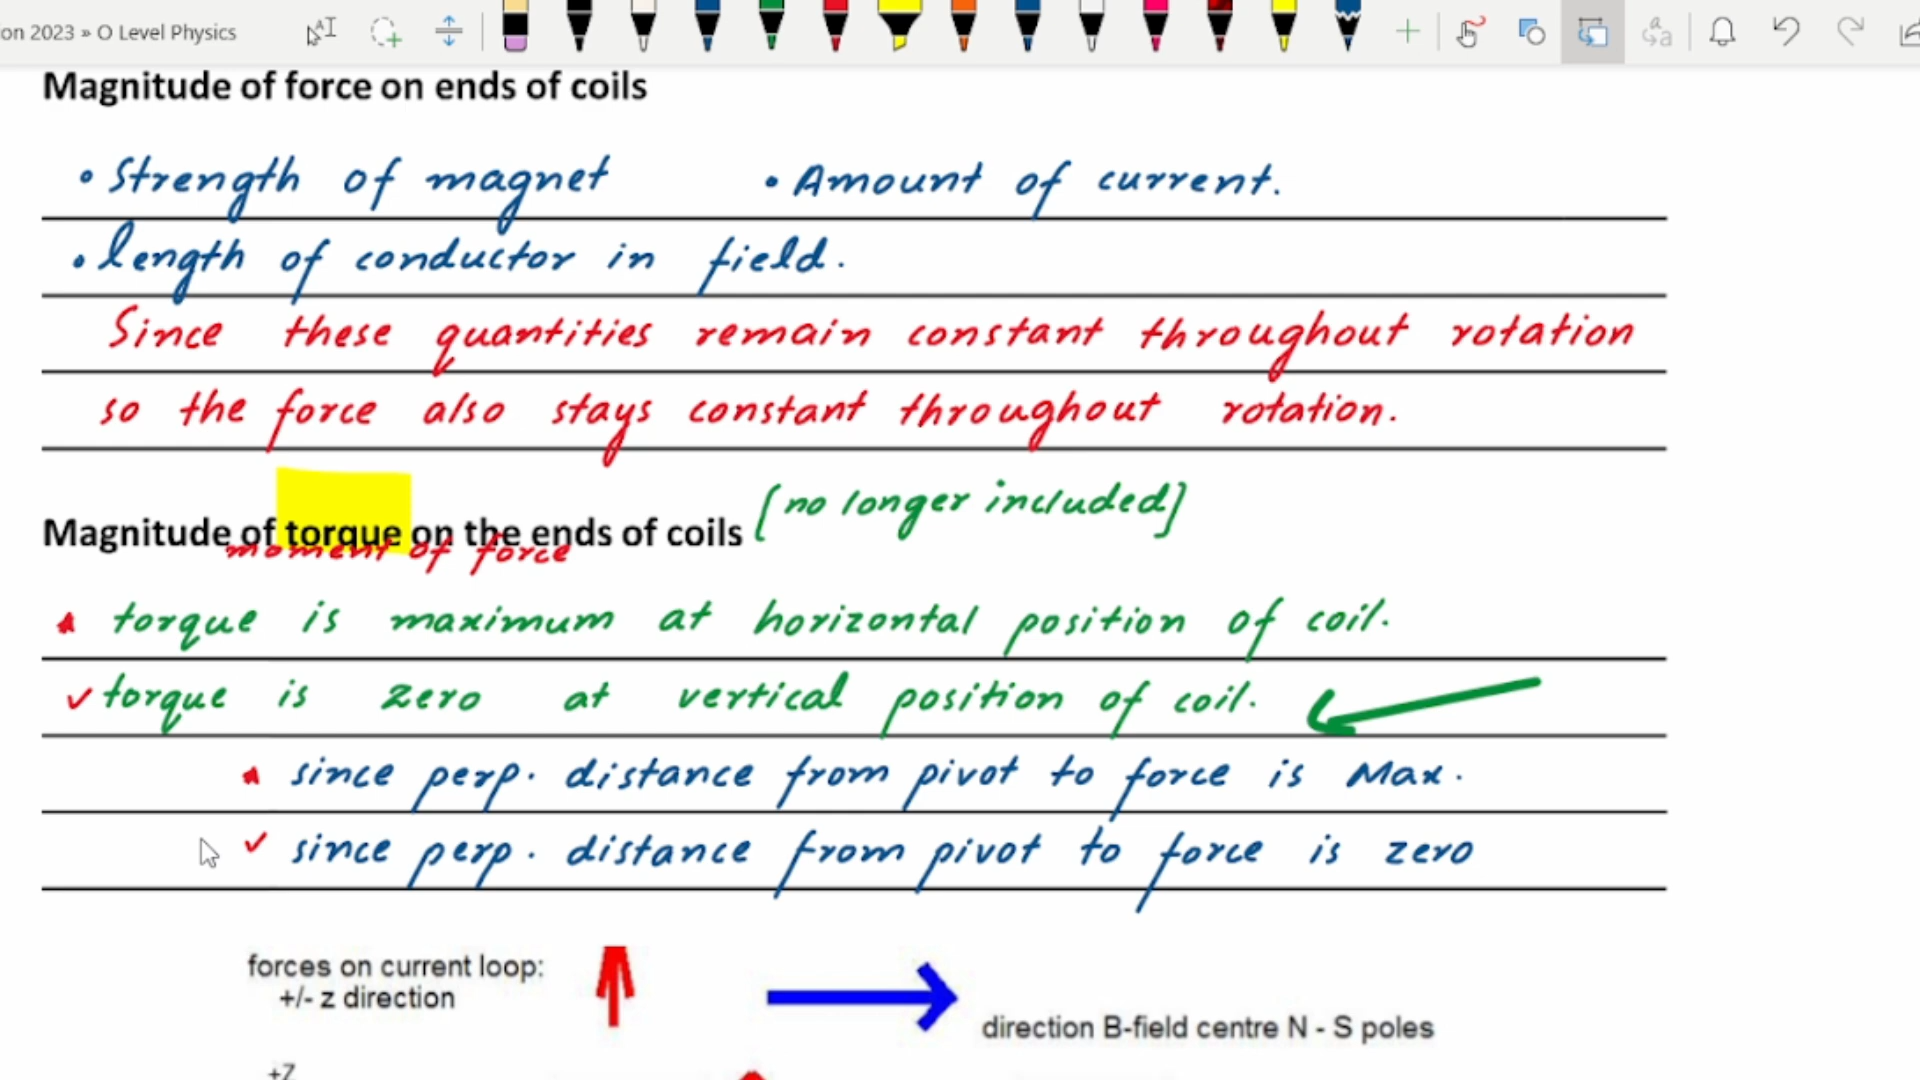 on 2023 » O Level Physics
Magnitude of force on ends of coils
• Strength of magnet • Amount of current.
• length of conductor in field.
Since these quantities remain constant throughout rotation
so the force also stays constant throughout rotation.
Magnitude of torque on the ends of coils [no longer included]
moment of force
torque is maximum at horizontal position of coil.
✓ torque is zero at vertical position of coil.
since perp. distance from pivot to force is Max.
✓ since perp. distance from pivot to force is zero
forces on current loop:
+/- z direction
direction B-field centre N - S poles
+Z